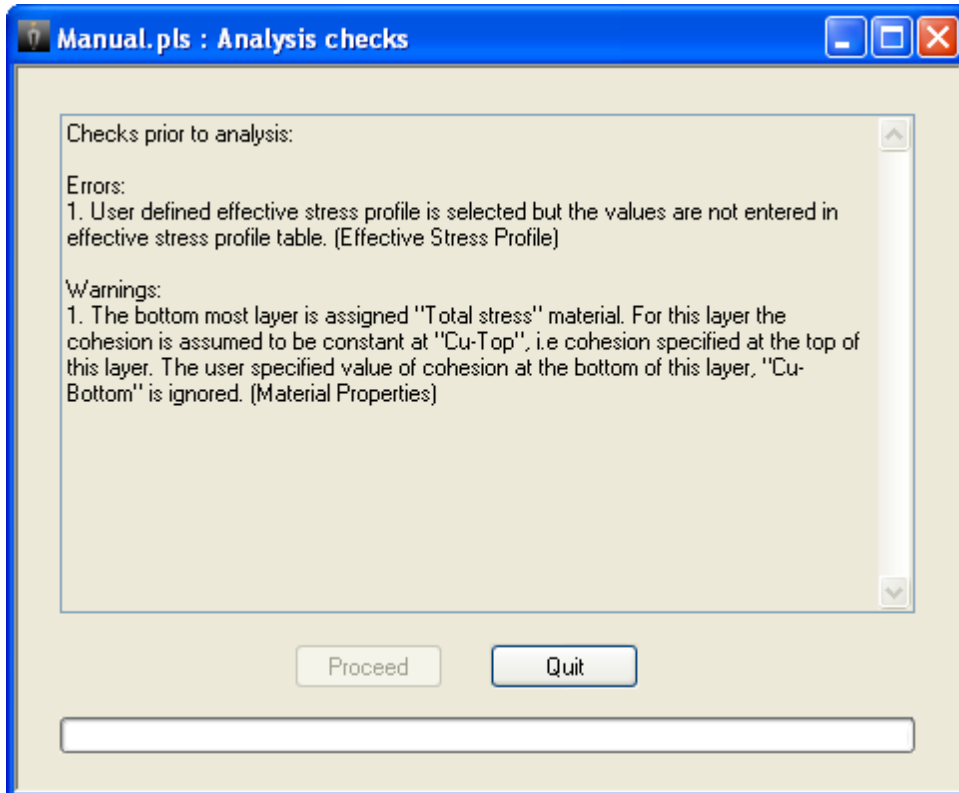 Manual.pls : Analysis checks
Checks prior to analysis:
Errors:
1. User defined effective stress profile is selected but the values are not entered in
effective stress profile table. (Effective Stress Profile)
Warnings:
1. The bottom most layer is assigned "Total stress" material. For this layer the
cohesion is assumed to be constant at "Cu-Top", i.e cohesion specified at the top of
this layer. The user specified value of cohesion at the bottom of this layer, "Cu-
Bottom" is ignored. (Material Properties)
Proceed
Quit